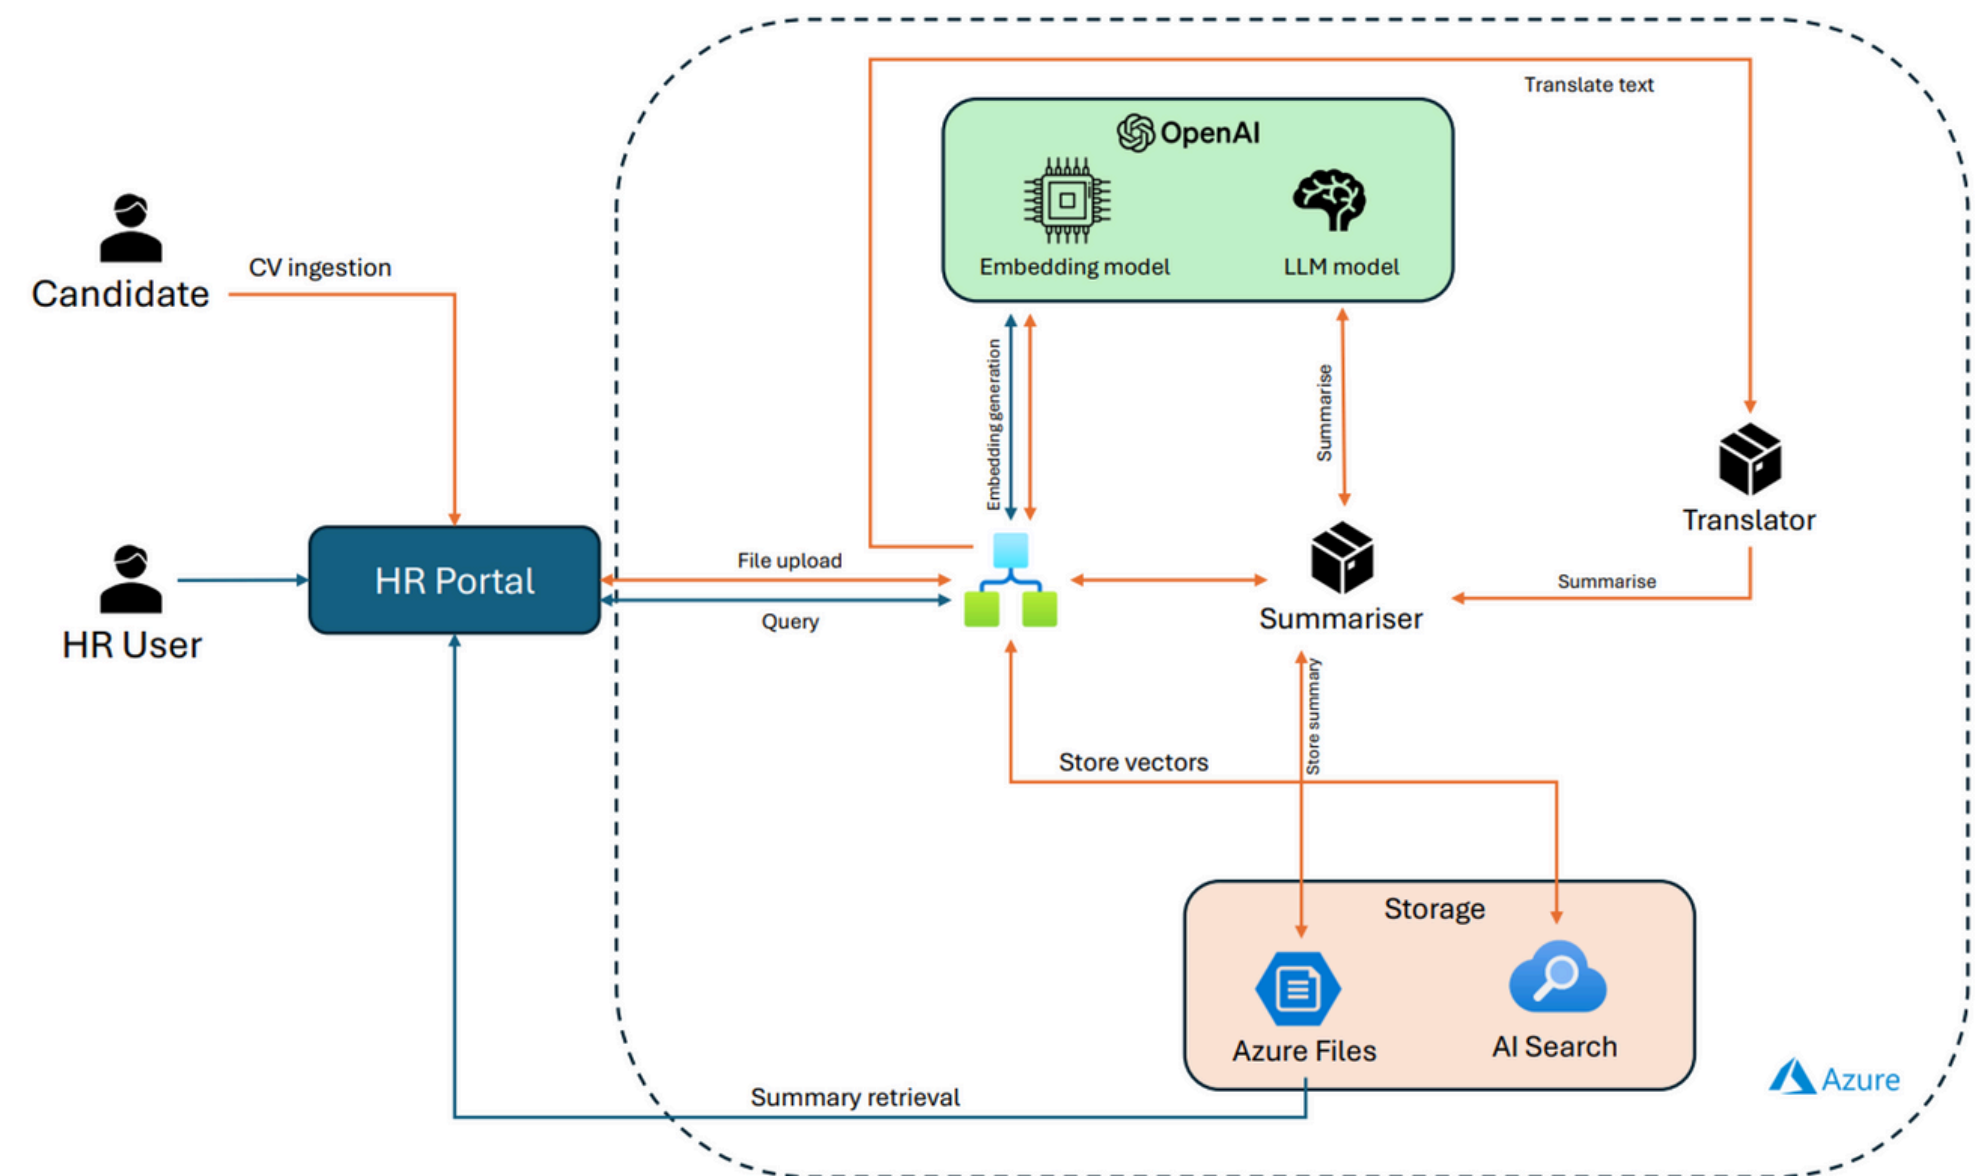 Translate text
OpenAI
Embedding model
LLM model
Candidate
CV ingestion
Embedding generation
Summarise
Translator
HR User
HR Portal
File upload
Query
Summariser
Summarise
Store summary
Store vectors
Storage
Azure Files
AI Search
Azure
Summary retrieval